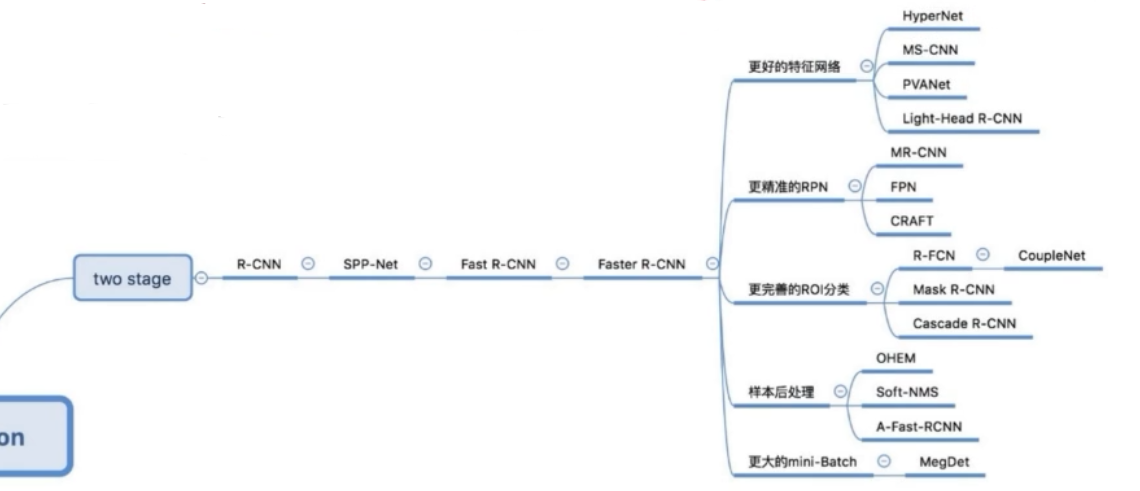 two stage
R-CNN
SPP-Net
Fast R-CNN
Faster R-CNN
更好的特征网络
HyperNet
MS-CNN
PVANet
Light-Head R-CNN
更精准的RPN
MR-CNN
FPN
CRAFT
更完善的ROI分类
R-FCN
CoupleNet
Mask R-CNN
Cascade R-CNN
样本后处理
OHEM
Soft-NMS
A-Fast-RCNN
更大的mini-Batch
MegDet
on